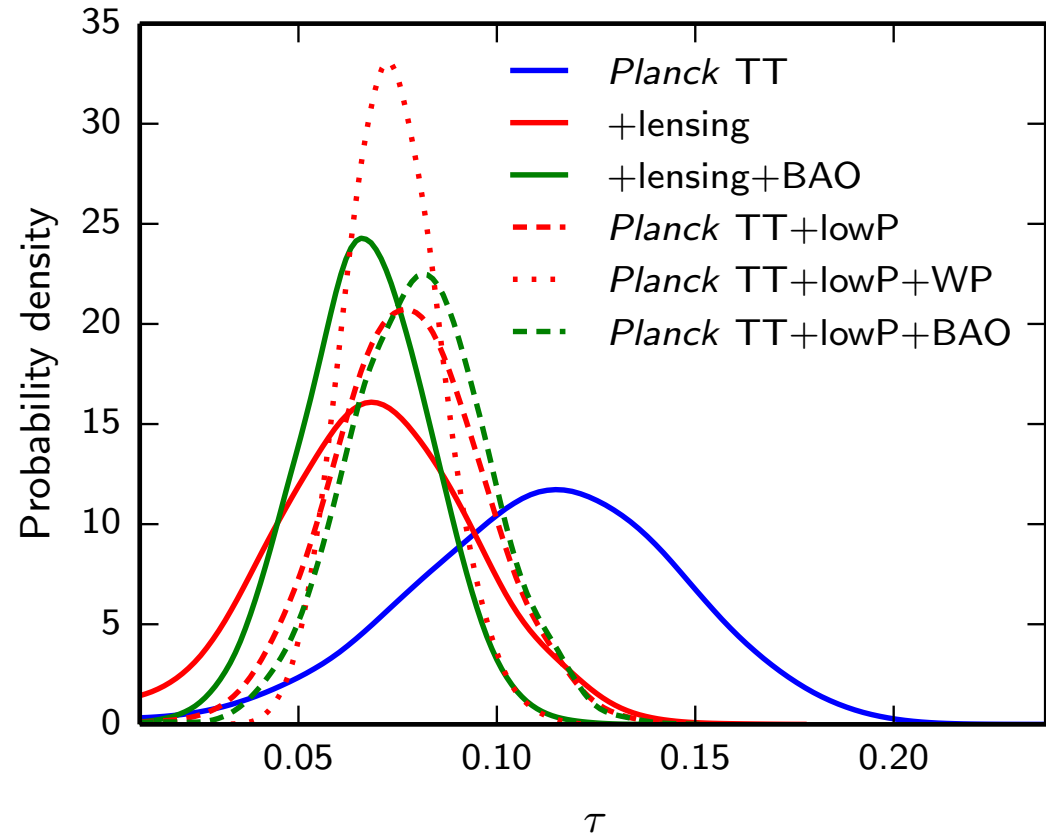 35
30
25
20
15
10
5
0
Probability density
Planck TT
+lensing
+lensing+BAO
Planck TT+lowP
Planck TT+lowP+WP
Planck TT+lowP+BAO
0.05 0.10 0.15 0.20
τ